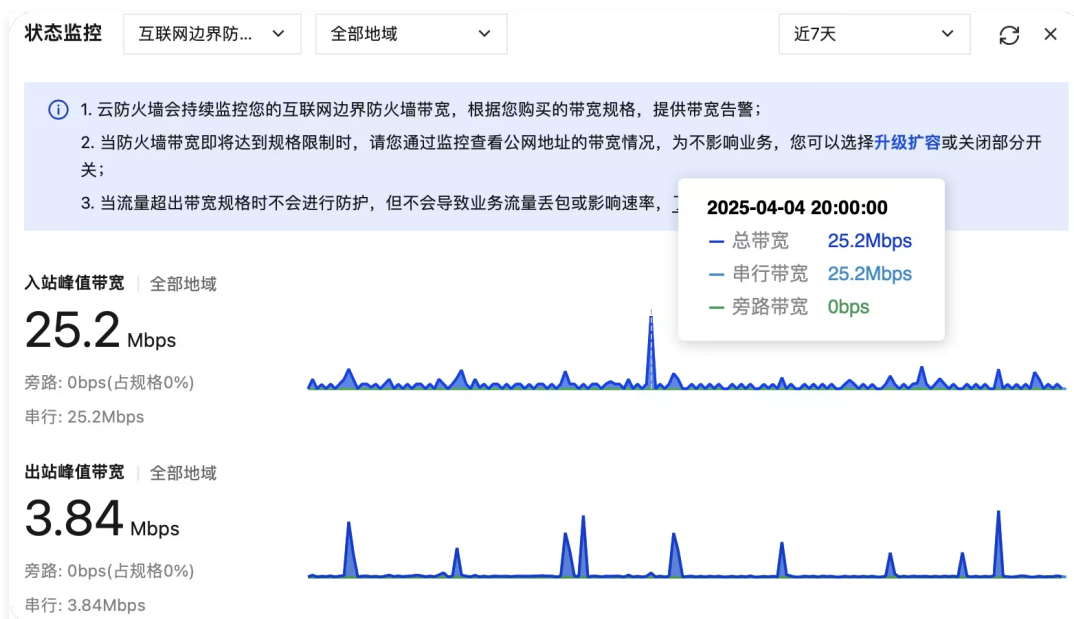 状态监控
互联网边界防...
全部地域
近7天
1. 云防火墙会持续监控您的互联网边界防火墙带宽，根据您购买的带宽规格，提供带宽告警；
2. 当防火墙带宽即将达到规格限制时，请您通过监控查看公网地址的带宽情况，为不影响业务，您可以选择升级扩容或关闭部分开
关；
3. 当流量超出带宽规格时不会进行防护，但不会导致业务流量丢包或影响速率，
2025-04-04 20:00:00
总带宽 25.2Mbps
串行带宽 25.2Mbps
旁路带宽 0bps
入站峰值带宽 全部地域
25.2 Mbps
旁路: 0bps(占规格0%)
串行: 25.2Mbps
出站峰值带宽 全部地域
3.84 Mbps
旁路: 0bps(占规格0%)
串行: 3.84Mbps